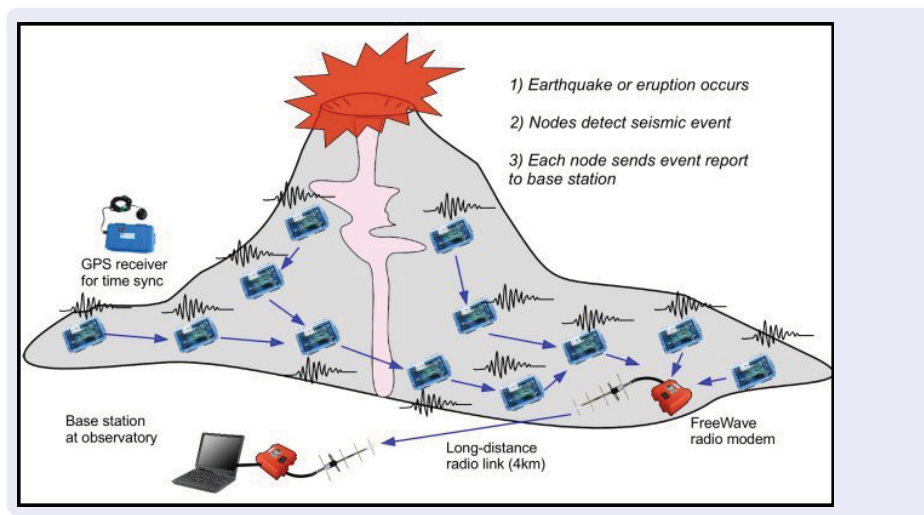 1) Earthquake or eruption occurs
2) Nodes detect seismic event
3) Each node sends event report
to base station
GPS receiver
for time sync
Base station
at observatory
Long-distance
radio link (4km)
FreeWave
radio modem